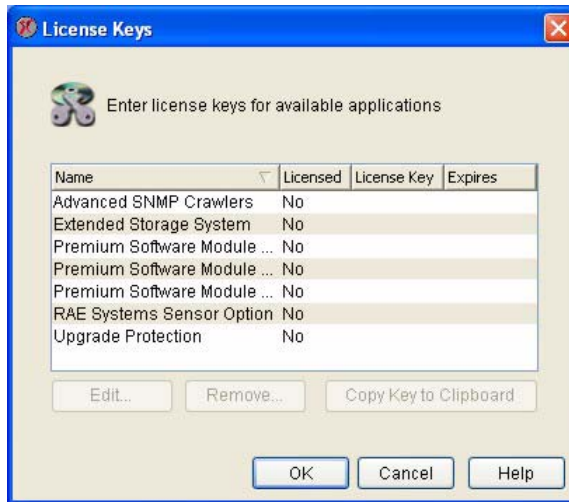 License Keys
Enter license keys for available applications
Name Licensed License Key Expires
Advanced SNMP Crawlers No
Extended Storage System No
Premium Software Module ... No
Premium Software Module ... No
Premium Software Module ... No
RAE Systems Sensor Option No
Upgrade Protection No
Edit... Remove... Copy Key to Clipboard
OK Cancel Help